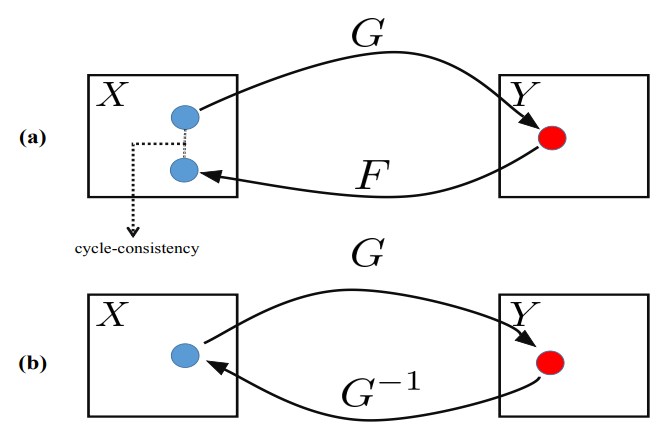 G
X
Y
(a)
F
cycle-consistency
G
X
Y
(b)
G⁻¹